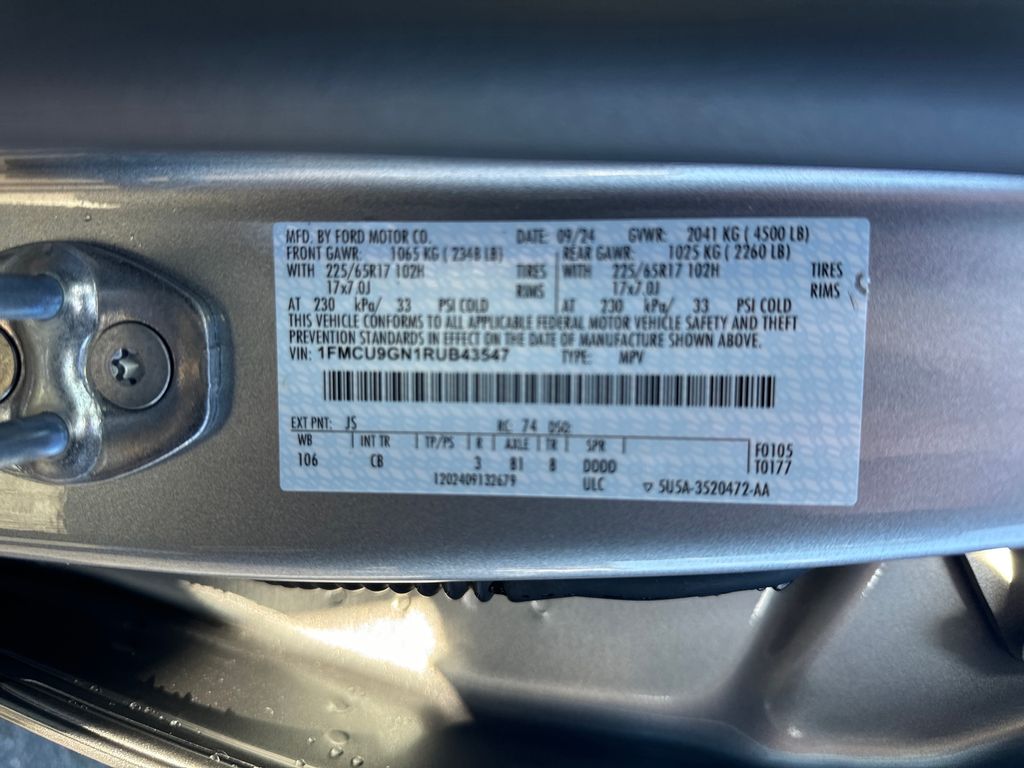 MFD. BY FORD MOTOR CO. DATE: 09/24 GVWR: 2041 KG ( 4500 LB)
FRONT GAWR: 1065 KG ( 2348 LB) REAR GAWR: 1025 KG ( 2260 LB)
WITH 225/65R17 102H TIRES WITH 225/65R17 102H TIRES
17x7.0J RIMS 17x7.0J RIMS
AT 230 kPa/ 33 PSI COLD AT 230 kPa/ 33 PSI COLD
THIS VEHICLE CONFORMS TO ALL APPLICABLE FEDERAL MOTOR VEHICLE SAFETY AND THEFT
PREVENTION STANDARDS IN EFFECT ON THE DATE OF MANUFACTURE SHOWN ABOVE.
VIN: 1FMCU9GN1RUB43547 TYPE: MPV
EXT PNT: JS RC: 74 DSO:
WB INT TR TP/PS R AXLE TR SPR F0105
106 CB 3 B1 8 DDDD T0177
1202409132679 ULC ▽ 5U5A-3520472-AA